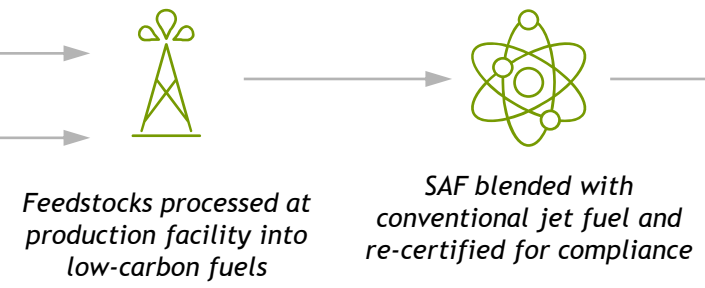 Feedstocks processed at
production facility into
low-carbon fuels
SAF blended with
conventional jet fuel and
re-certified for compliance